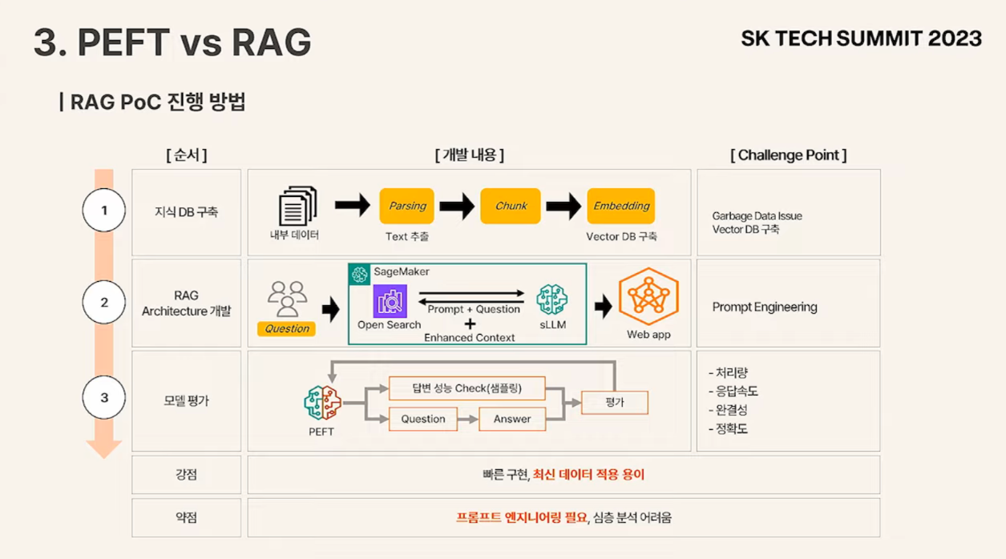 3. PEFT vs RAG
SK TECH SUMMIT 2023
| RAG PoC 진행 방법
[ 순서 ]
[ 개발 내용 ]
[ Challenge Point ]
1
지식 DB 구축
내부 데이터
Parsing
Text 추출
Chunk
Embedding
Vector DB 구축
Garbage Data Issue
Vector DB 구축
2
RAG
Architecture 개발
Question
SageMaker
Open Search
Prompt + Question
+
Enhanced Context
sLLM
Web app
Prompt Engineering
3
모델 평가
PEFT
답변 성능 Check(샘플링)
Question
Answer
평가
- 처리량
- 응답속도
- 완결성
- 정확도
강점
빠른 구현, 최신 데이터 적용 용이
약점
프롬프트 엔지니어링 필요, 심층 분석 어려움